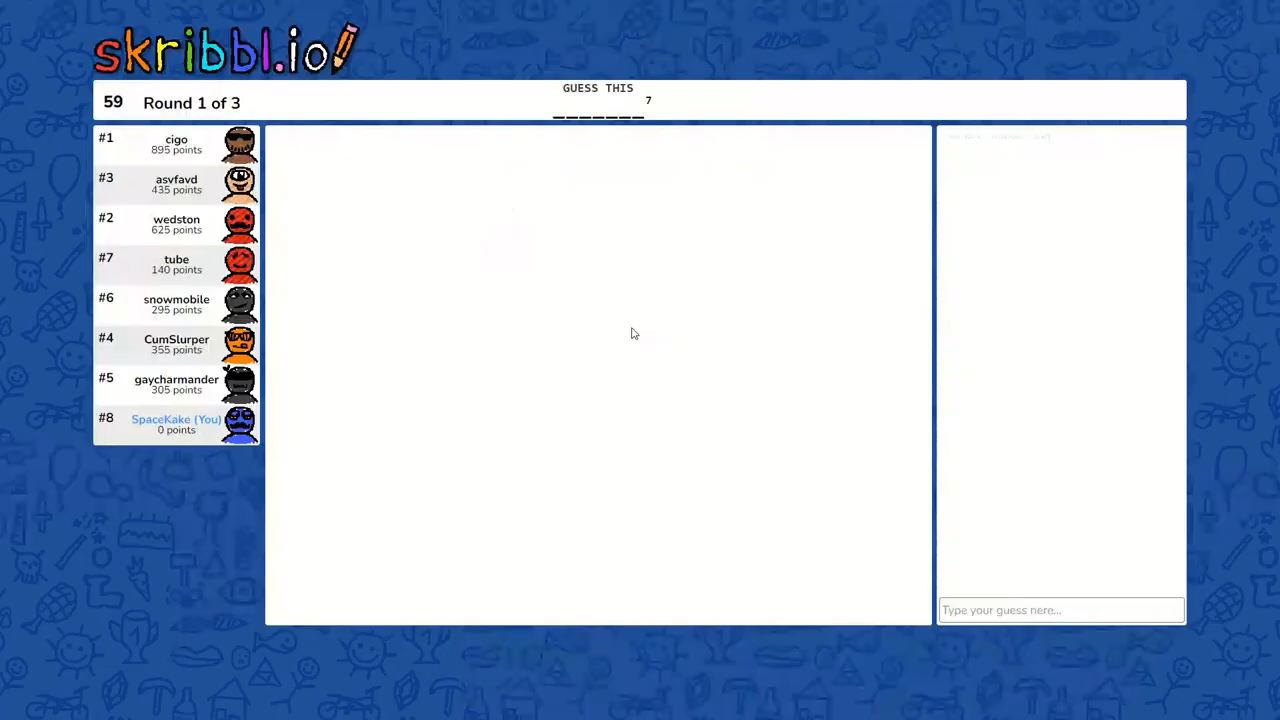 skribbl.io
59 Round 1 of 3
GUESS THIS
_______ 7
#1 cigo
895 points
#3 asvfavd
435 points
#2 wedston
625 points
#7 tube
140 points
#6 snowmobile
295 points
#4 CumSlurper
355 points
#5 gaycharmander
305 points
#8 SpaceKake (You)
0 points
Type your guess here...